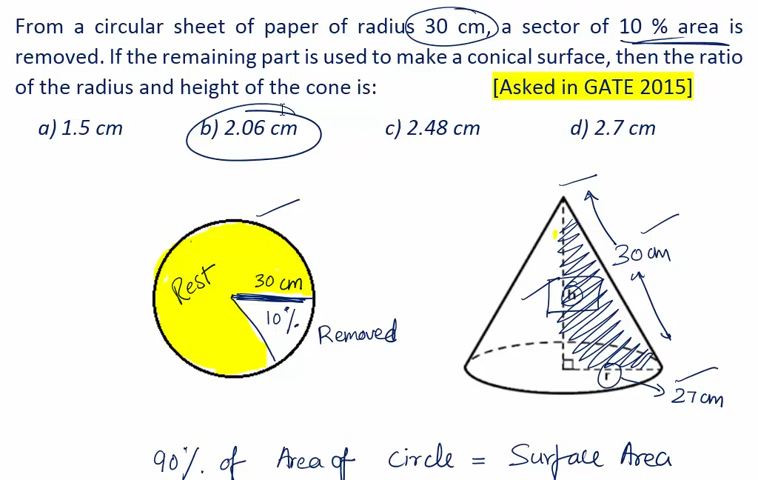 From a circular sheet of paper of radius 30 cm, a sector of 10 % area is
removed. If the remaining part is used to make a conical surface, then the ratio
of the radius and height of the cone is: [Asked in GATE 2015]
a) 1.5 cm b) 2.06 cm c) 2.48 cm d) 2.7 cm
Rest
30 cm
10%
Removed
30 cm
h
r
27 cm
90% of Area of Circle = Surface Area